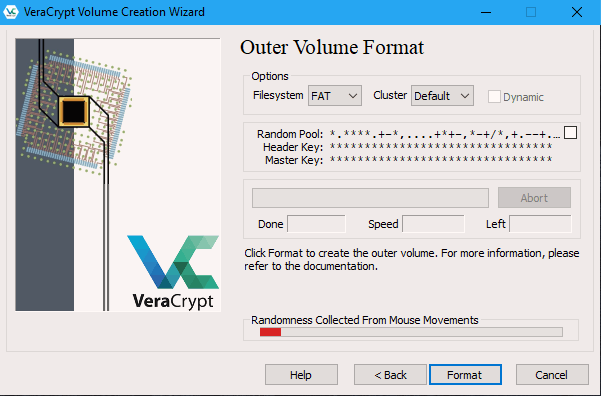 VeraCrypt Volume Creation Wizard
Outer Volume Format
Options
Filesystem FAT Cluster Default Dynamic
Random Pool: *.****.+-*,....+*+-,*-+/*,+.--+....
Header Key: ********************************
Master Key: ********************************
Abort
Done Speed Left
Click Format to create the outer volume. For more information, please
refer to the documentation.
VeraCrypt
Randomness Collected From Mouse Movements
Help < Back Format Cancel